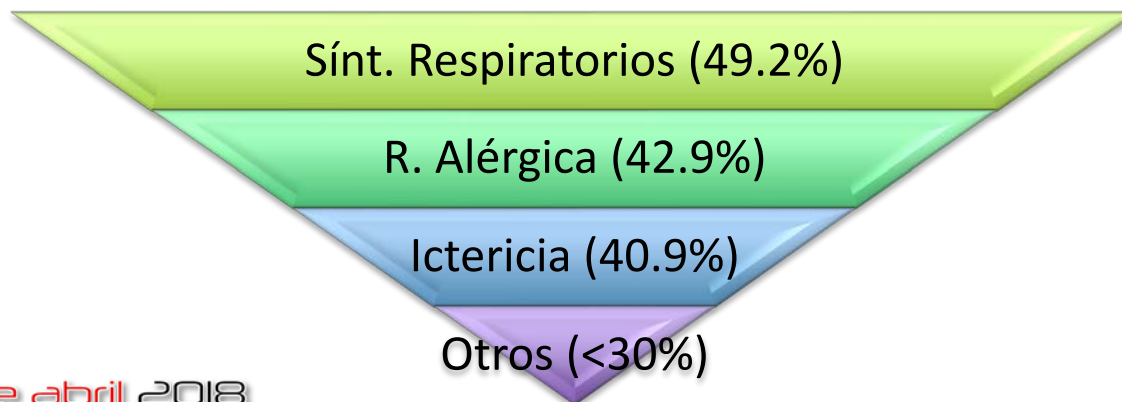 Sínt. Respiratorios (49.2%)
R. Alérgica (42.9%)
Ictericia (40.9%)
Otros (<30%)
abril 2018